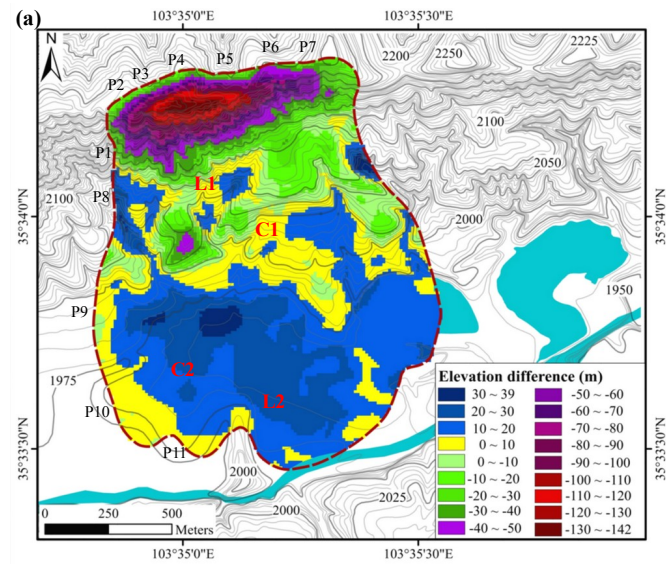 (a)
103°35'0"E
103°35'30"E
N
P6
P7
P5
P4
P3
P2
2000
2250
2225
2100
P1
2050
P8
L1
2100
2000
35°34'0"N
35°34'0"N
C1
1950
P9
Elevation difference (m)
30 ~ 39
20 ~ 30
10 ~ 20
0 ~ 10
0 ~ -10
-10 ~ -20
-20 ~ -30
-30 ~ -40
-40 ~ -50
-50 ~ -60
-60 ~ -70
-70 ~ -80
-80 ~ -90
-90 ~ -100
-100 ~ -110
-110 ~ -120
-120 ~ -130
-130 ~ -142
C2
1975
L2
P10
P11
35°33'30"N
35°33'30"N
2000
2025
2000
0 250 500
Meters
103°35'0"E
103°35'30"E